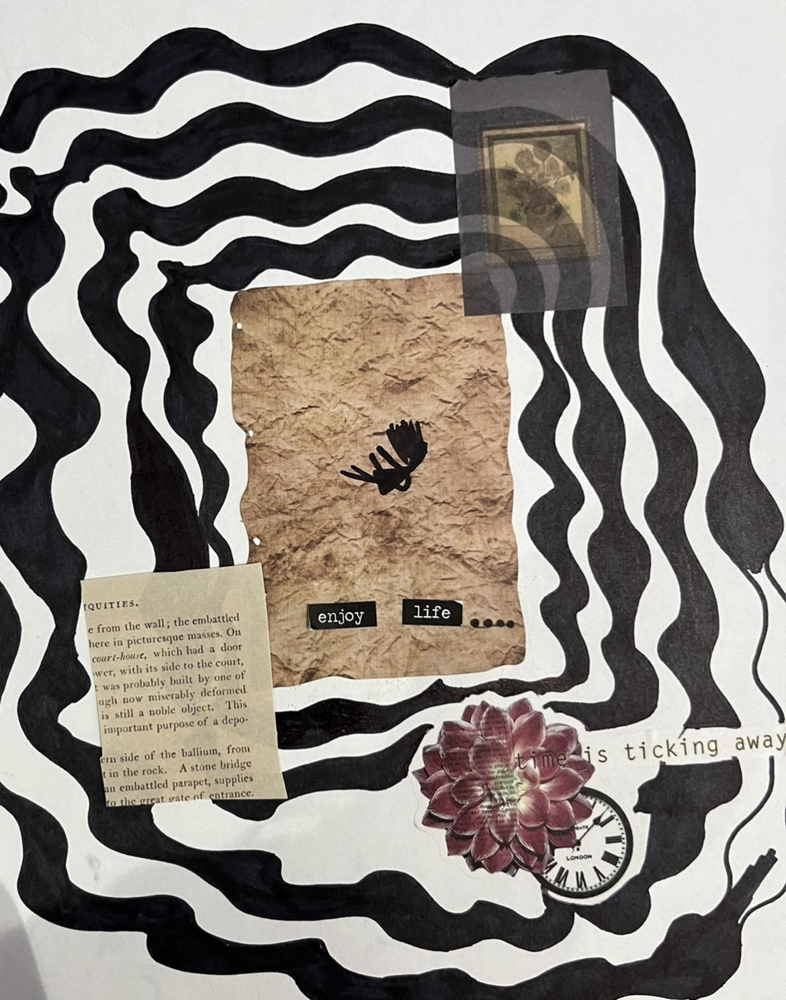 enjoy life
IQUITIES.
e from the wall; the embattled
here in picturesque masses. On
court-house, which had a door
wer, with its side to the court,
t was probably built by one of
ugh now miserably deformed
is still a noble object. This
important purpose of a depo-
ern side of the ballium, from
t in the rock. A stone bridge
an embattled parapet, supplies
to the great gate of entrance.
time is ticking away
GATE
LONDON